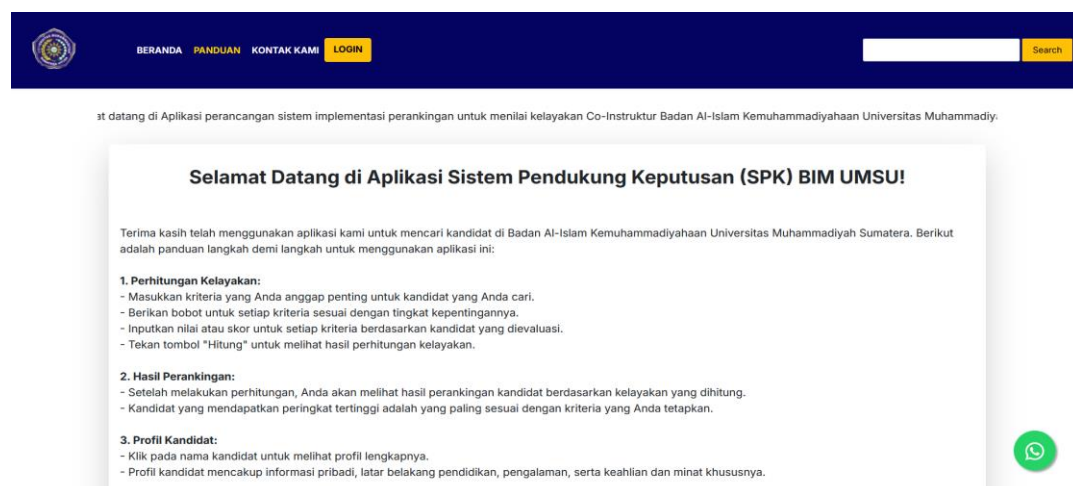 BERANDA PANDUAN KONTAK KAMI LOGIN Search
at datang di Aplikasi perancangan sistem implementasi perankingan untuk menilai kelayakan Co-Instruktur Badan Al-Islam Kemuhammadiyahaan Universitas Muhammadiy
Selamat Datang di Aplikasi Sistem Pendukung Keputusan (SPK) BIM UMSU!
Terima kasih telah menggunakan aplikasi kami untuk mencari kandidat di Badan Al-Islam Kemuhammadiyahaan Universitas Muhammadiyah Sumatera. Berikut
adalah panduan langkah demi langkah untuk menggunakan aplikasi ini:
1. Perhitungan Kelayakan:
- Masukkan kriteria yang Anda anggap penting untuk kandidat yang Anda cari.
- Berikan bobot untuk setiap kriteria sesuai dengan tingkat kepentingannya.
- Inputkan nilai atau skor untuk setiap kriteria berdasarkan kandidat yang dievaluasi.
- Tekan tombol "Hitung" untuk melihat hasil perhitungan kelayakan.
2. Hasil Perankingan:
- Setelah melakukan perhitungan, Anda akan melihat hasil perankingan kandidat berdasarkan kelayakan yang dihitung.
- Kandidat yang mendapatkan peringkat tertinggi adalah yang paling sesuai dengan kriteria yang Anda tetapkan.
3. Profil Kandidat:
- Klik pada nama kandidat untuk melihat profil lengkapnya.
- Profil kandidat mencakup informasi pribadi, latar belakang pendidikan, pengalaman, serta keahlian dan minat khususnya.